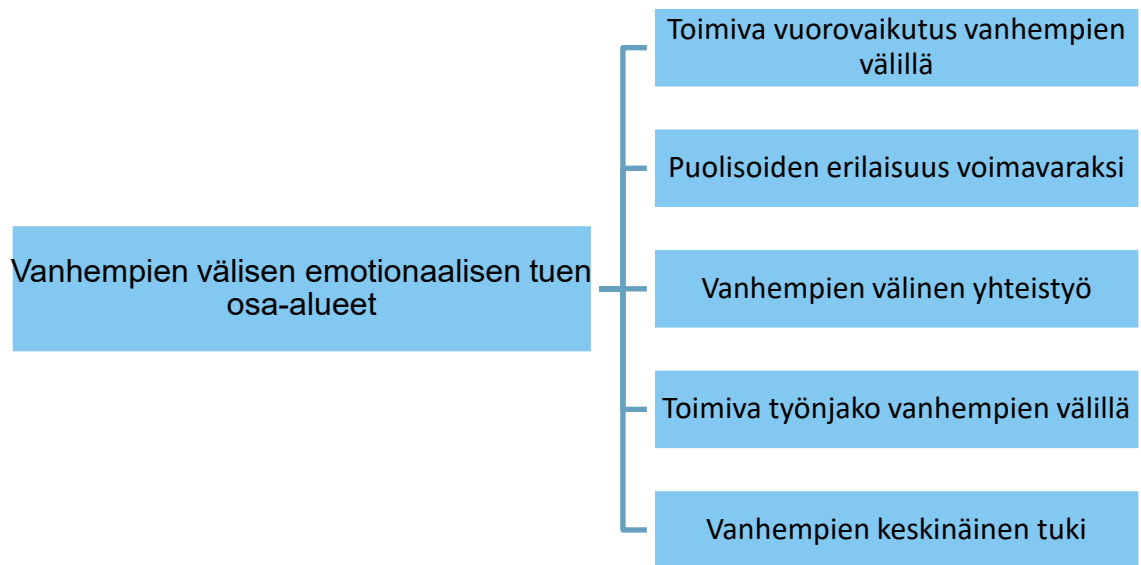 Vanhempien välisen emotionaalisen tuen
osa-alueet
Toimiva vuorovaikutus vanhempien
välillä
Puolisoiden erilaisuus voimavaraksi
Vanhempien välinen yhteistyö
Toimiva työnjako vanhempien välillä
Vanhempien keskinäinen tuki